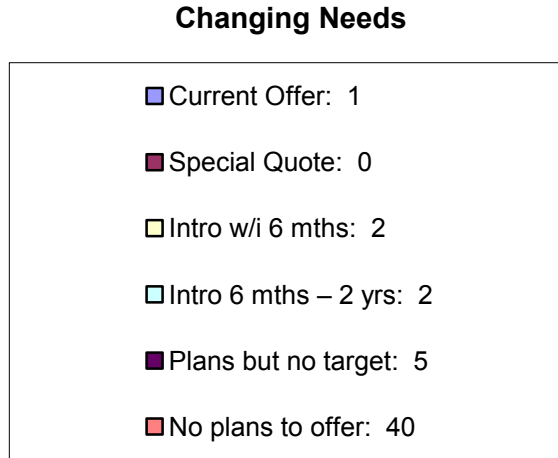 Changing Needs
Current Offer: 1
Special Quote: 0
Intro w/i 6 mths: 2
Intro 6 mths – 2 yrs: 2
Plans but no target: 5
No plans to offer: 40